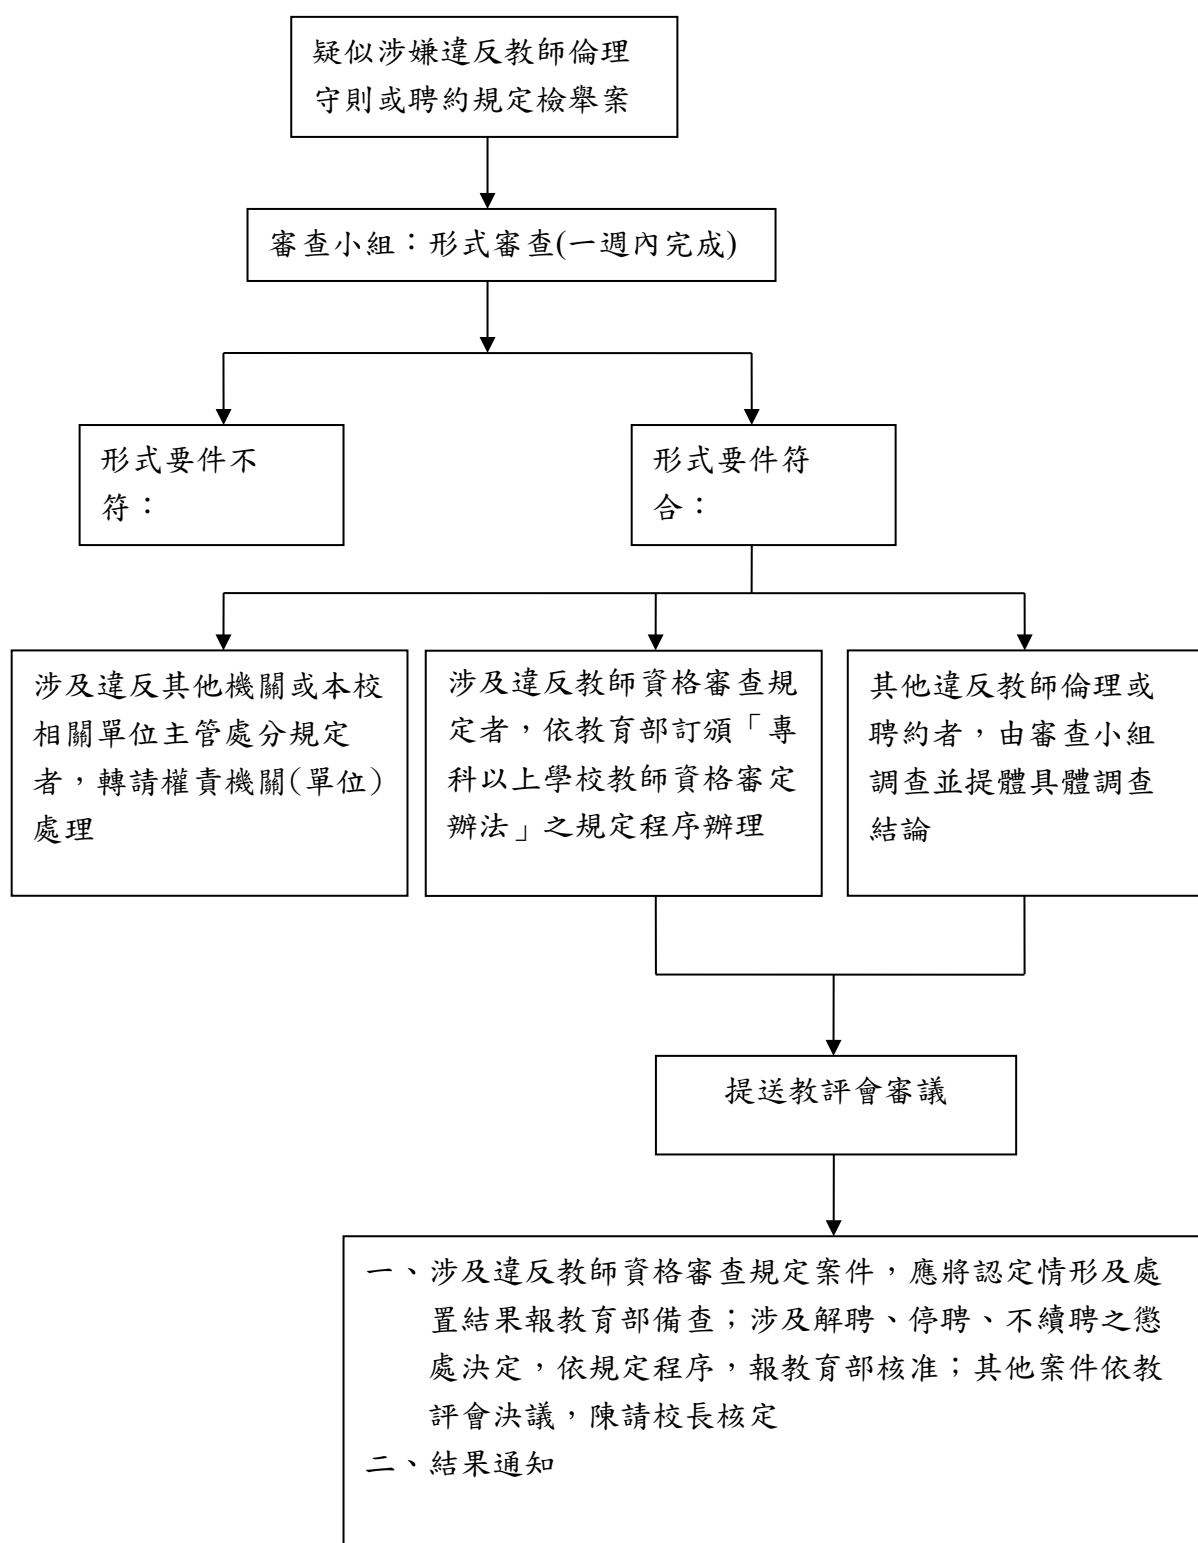 疑似涉嫌違反教師倫理
守則或聘約規定檢舉案
審查小組：形式審查(一週內完成)
形式要件不
符：
形式要件符
合：
涉及違反其他機關或本校
相關單位主管處分規定
者，轉請權責機關(單位)
處理
涉及違反教師資格審查規
定者，依教育部訂頒「專
科以上學校教師資格審定
辦法」之規定程序辦理
其他違反教師倫理或
聘約者，由審查小組
調查並提體具體調查
結論
提送教評會審議
一、涉及違反教師資格審查規定案件，應將認定情形及處
置結果報教育部備查；涉及解聘、停聘、不續聘之懲
處決定，依規定程序，報教育部核准；其他案件依教
評會決議，陳請校長核定
二、結果通知